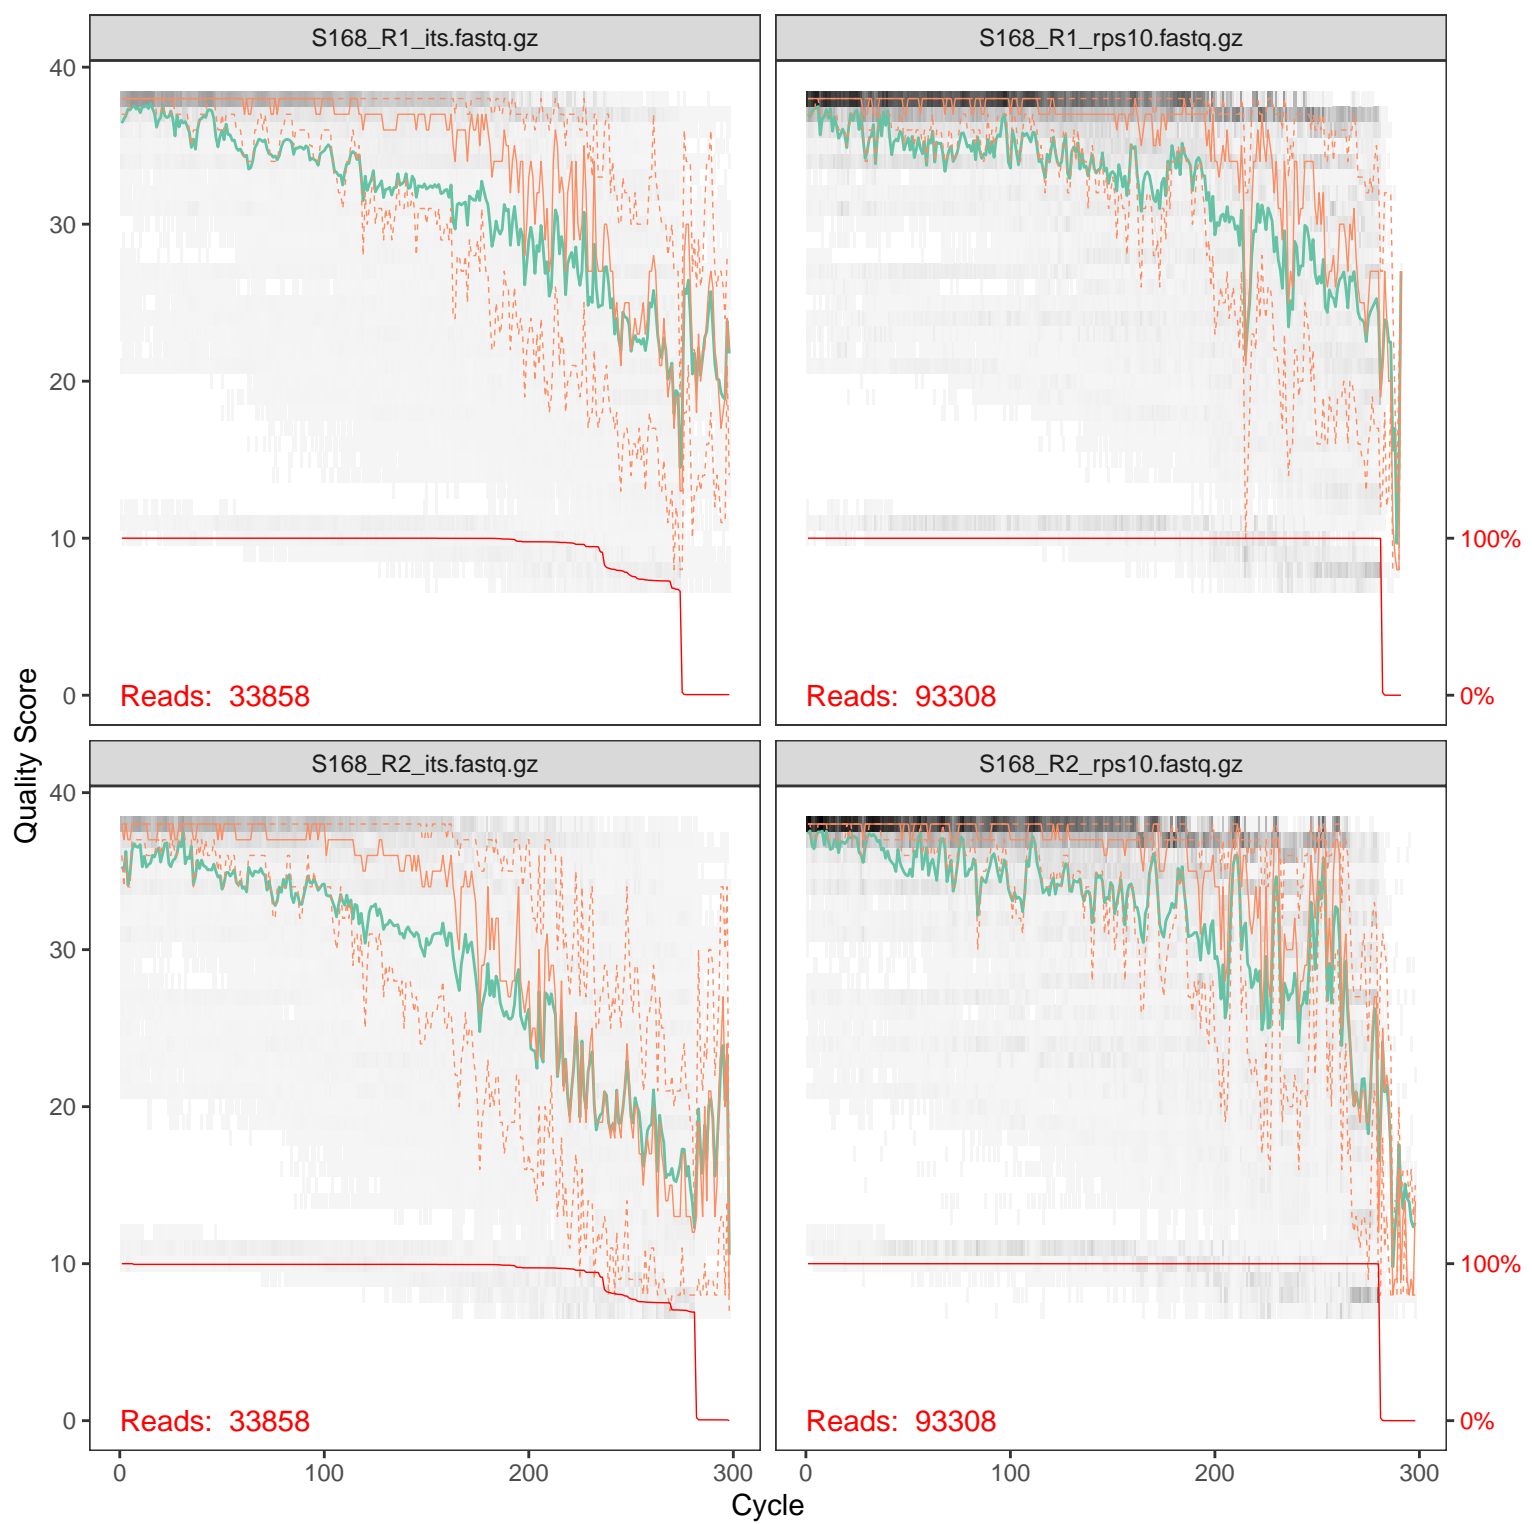 S168_R1_its.fastq.gz
S168_R1_rps10.fastq.gz
40
30
20
10
0
Reads: 33858
Reads: 93308
100%
0%
Quality Score
S168_R2_its.fastq.gz
S168_R2_rps10.fastq.gz
40
30
20
10
0
Reads: 33858
Reads: 93308
100%
0%
0 100 200 300
0 100 200 300
Cycle